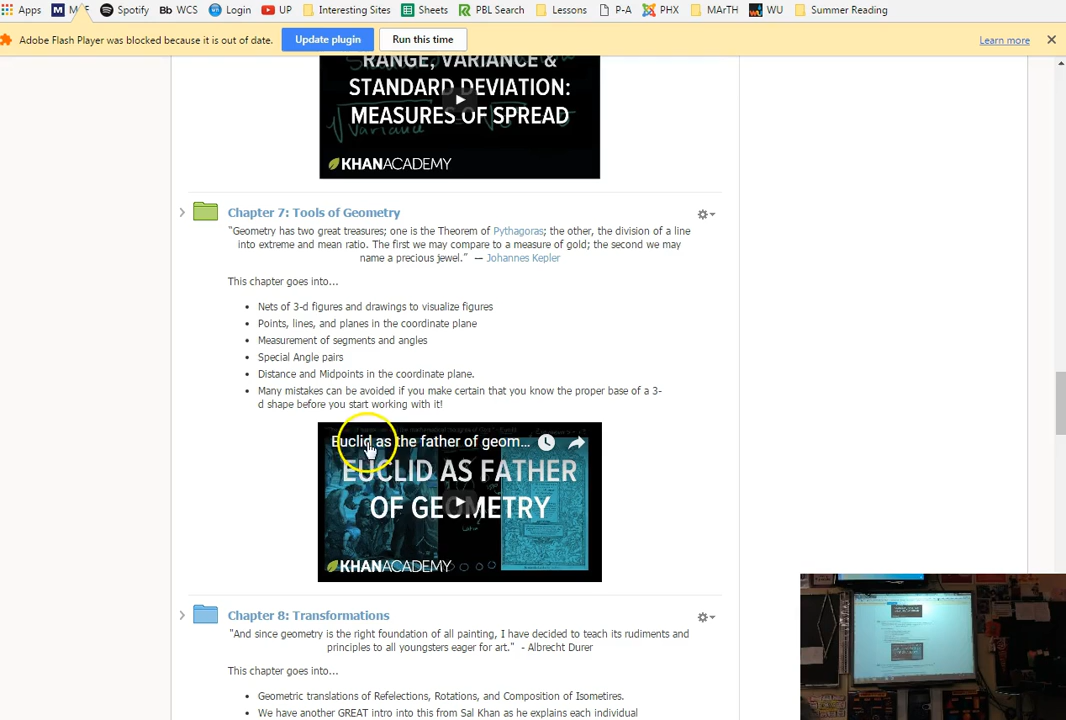 Apps Spotify Bb WCS Login UP Interesting Sites Sheets PBL Search Lessons P-A PHX MArTH WU Summer Reading
Adobe Flash Player was blocked because it is out of date. Update plugin Run this time Learn more
RANGE, VARIANCE &
STANDARD DEVIATION:
MEASURES OF SPREAD
KHANACADEMY
Chapter 7: Tools of Geometry
"Geometry has two great treasures; one is the Theorem of Pythagoras; the other, the division of a line
into extreme and mean ratio. The first we may compare to a measure of gold; the second we may
name a precious jewel." — Johannes Kepler
This chapter goes into...
• Nets of 3-d figures and drawings to visualize figures
• Points, lines, and planes in the coordinate plane
• Measurement of segments and angles
• Special Angle pairs
• Distance and Midpoints in the coordinate plane.
• Many mistakes can be avoided if you make certain that you know the proper base of a 3-
d shape before you start working with it!
Euclid as the father of geom...
EUCLID AS FATHER
OF GEOMETRY
KHANACADEMY
Chapter 8: Transformations
"And since geometry is the right foundation of all painting, I have decided to teach its rudiments and
principles to all youngsters eager for art." - Albrecht Durer
This chapter goes into...
• Geometric translations of Refelections, Rotations, and Composition of Isometires.
• We have another GREAT intro into this from Sal Khan as he explains each individual